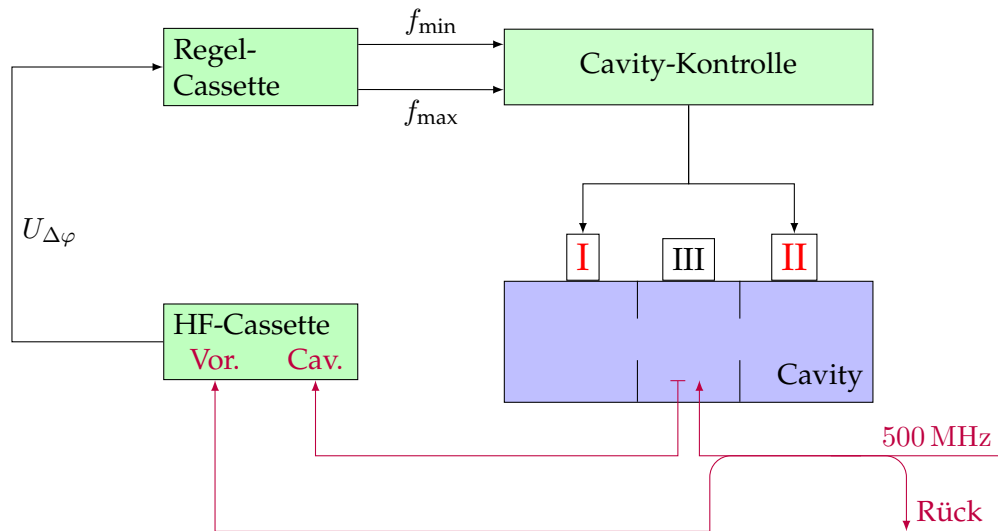 Regel-
Cassette
f_min
f_max
Cavity-Kontrolle
U_Δφ
I
III
II
HF-Cassette
Vor. Cav.
Cavity
500 MHz
Rück